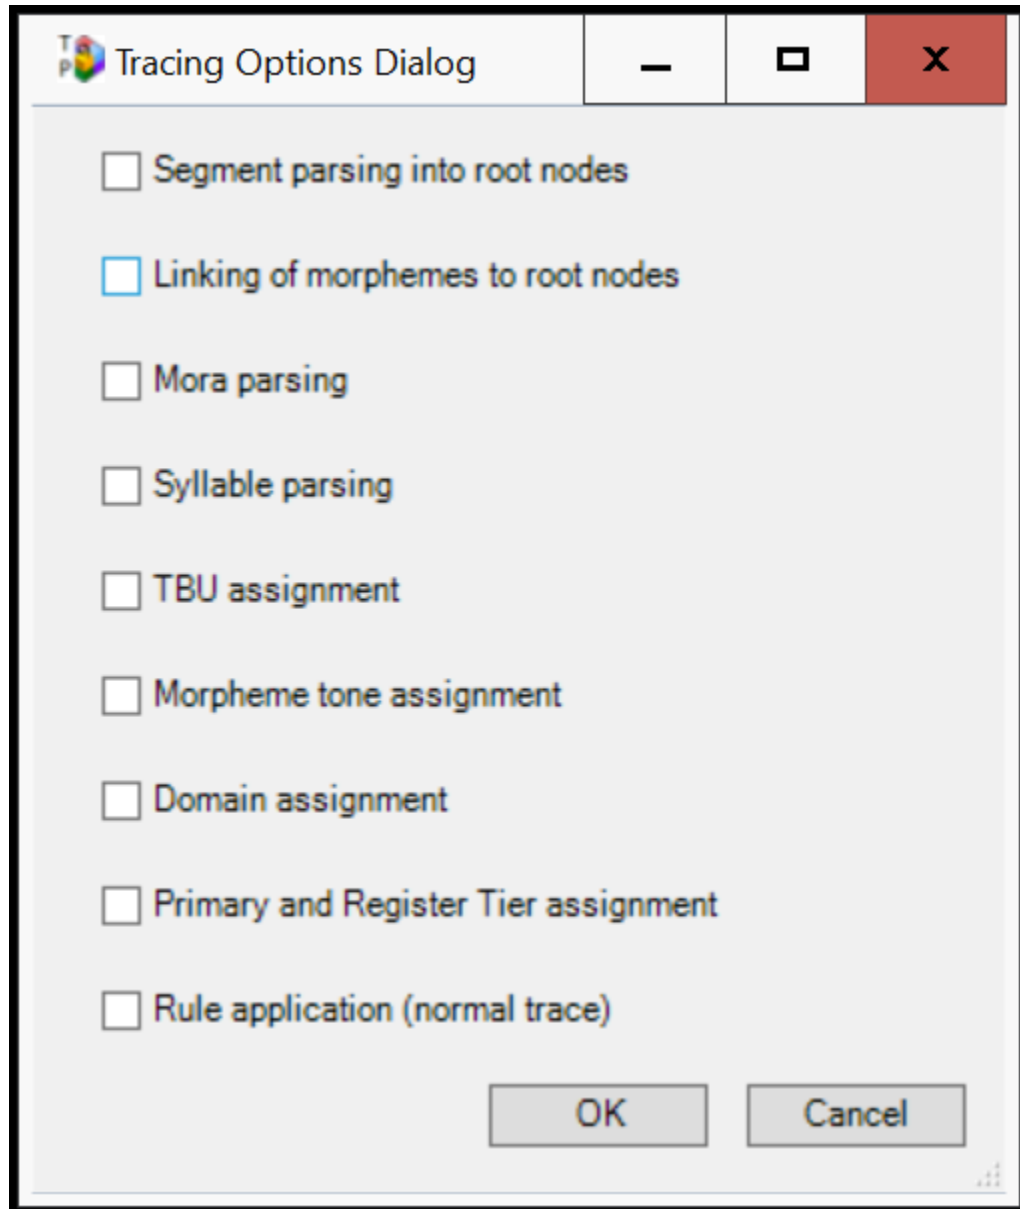 TP Tracing Options Dialog
Segment parsing into root nodes
Linking of morphemes to root nodes
Mora parsing
Syllable parsing
TBU assignment
Morpheme tone assignment
Domain assignment
Primary and Register Tier assignment
Rule application (normal trace)
OK Cancel